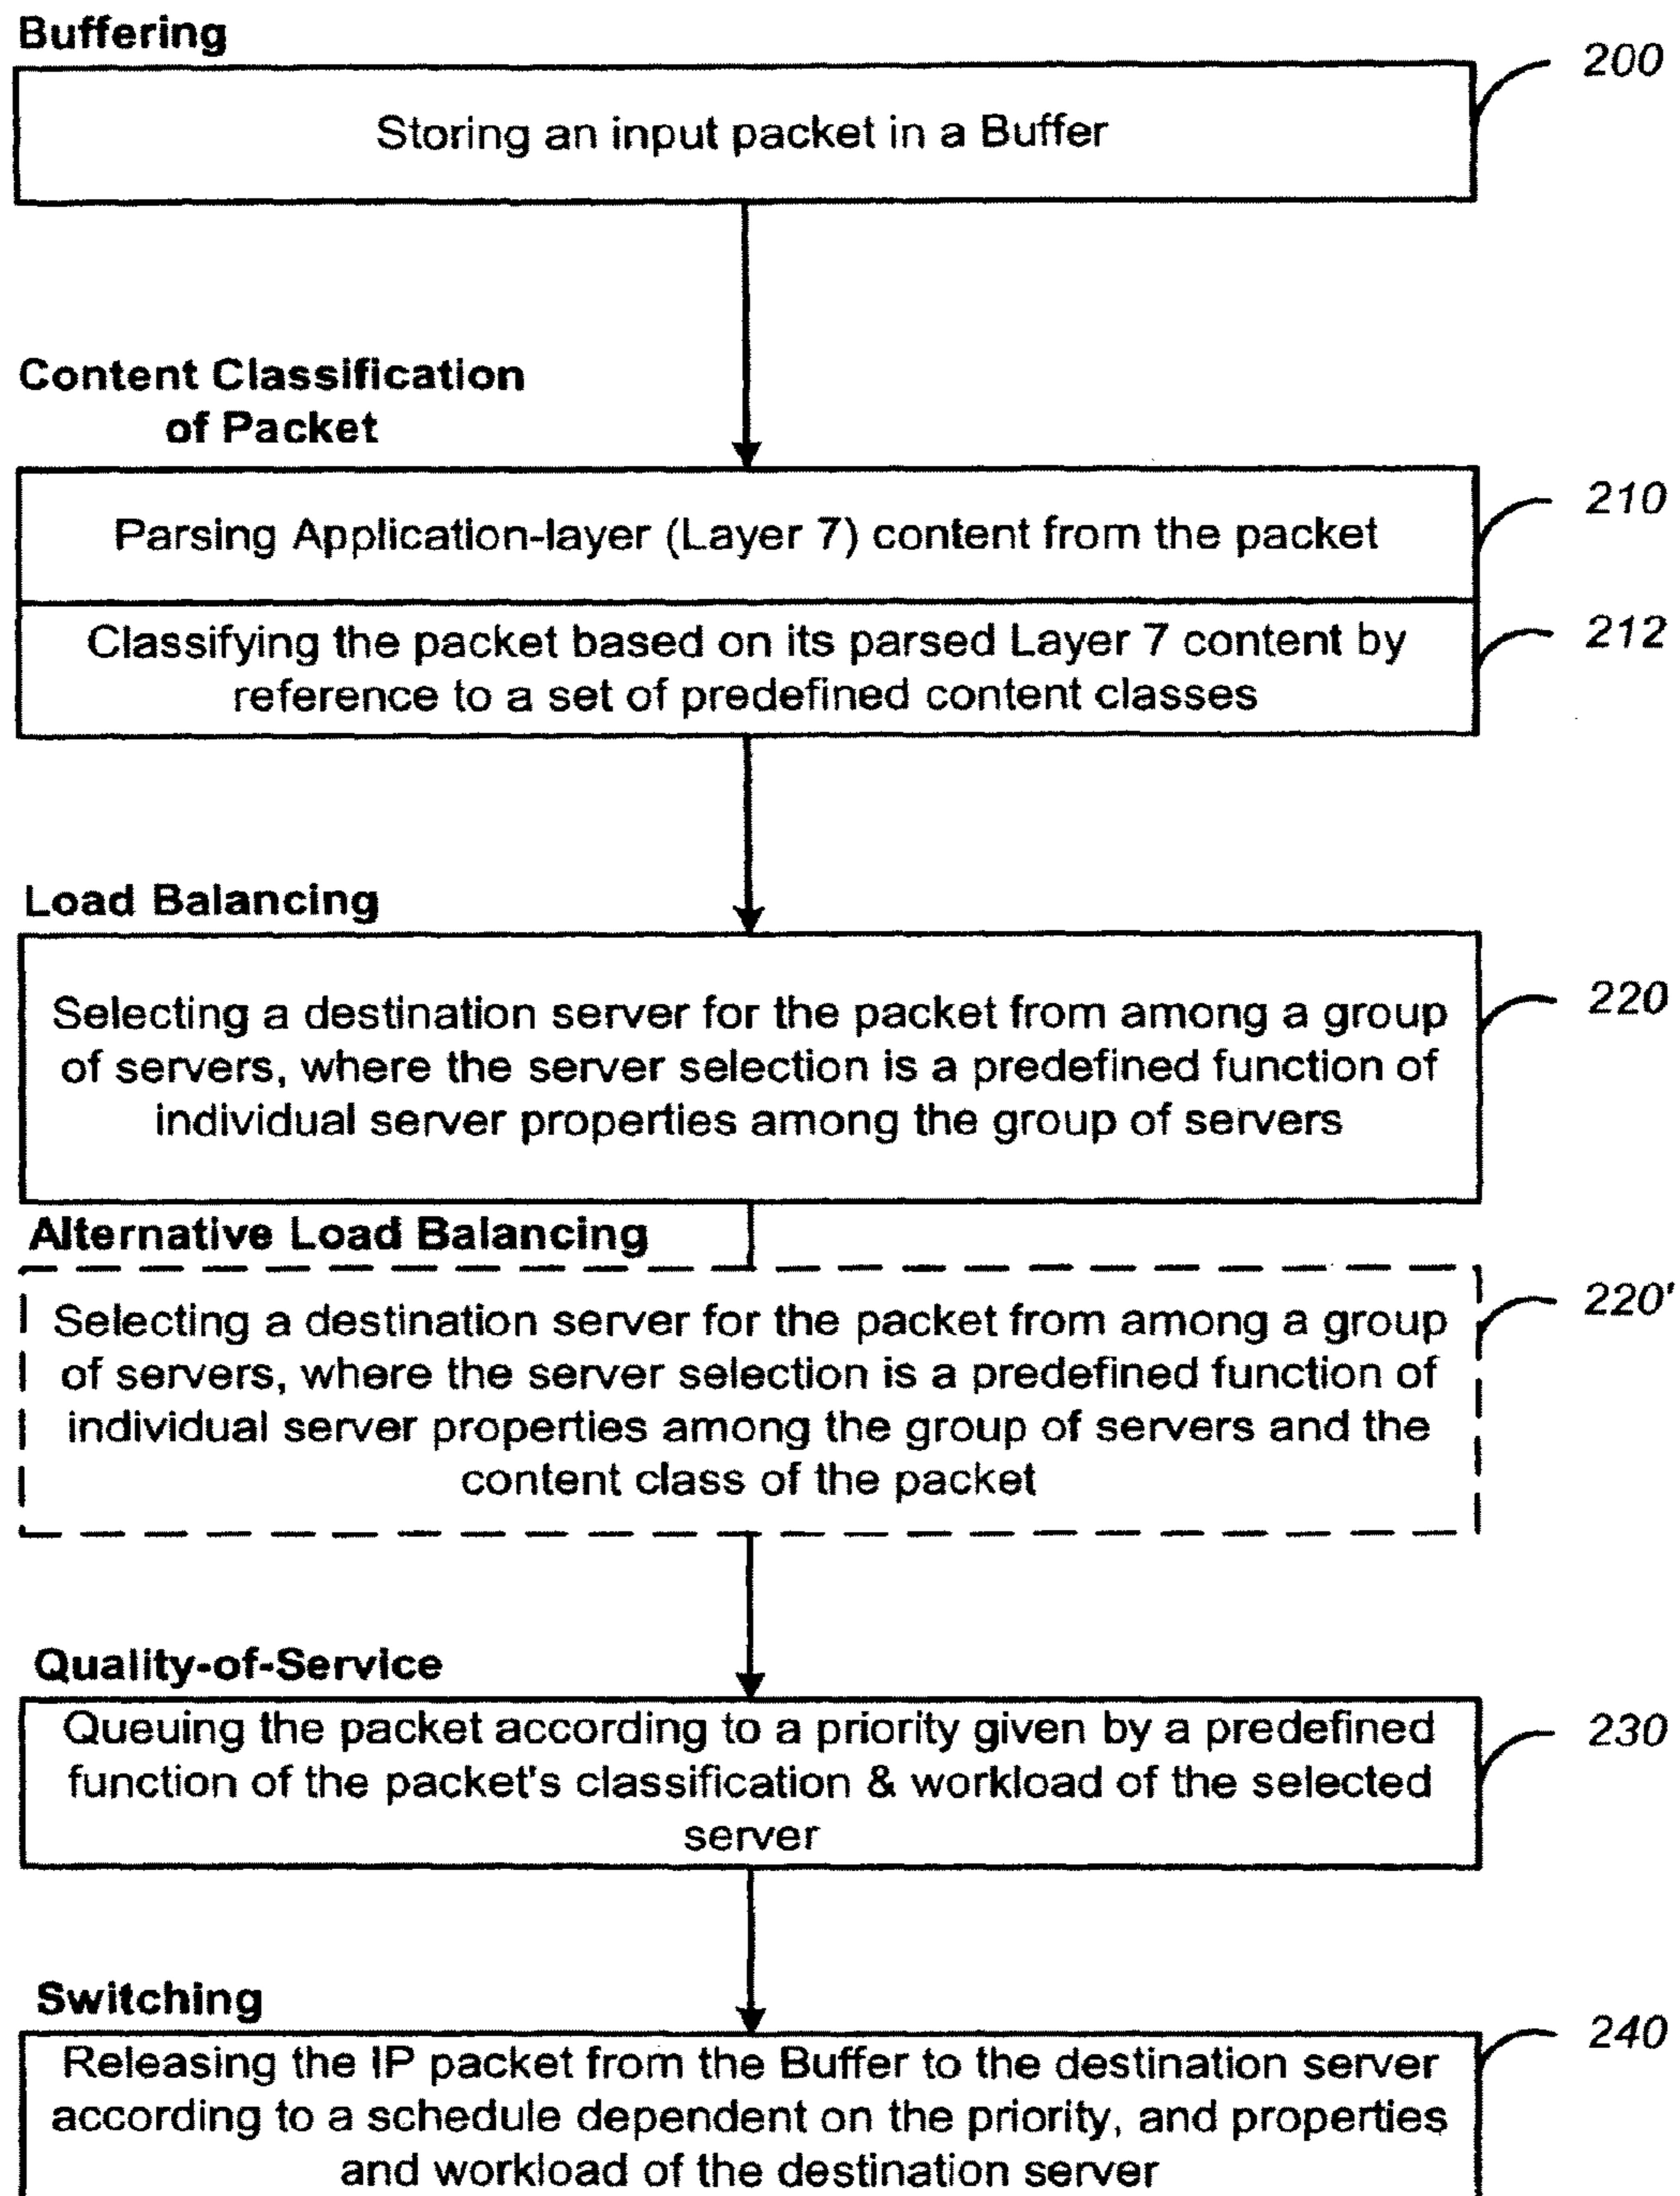 Buffering
200
Storing an input packet in a Buffer
Content Classification
of Packet
210
Parsing Application-layer (Layer 7) content from the packet
212
Classifying the packet based on its parsed Layer 7 content by
reference to a set of predefined content classes
Load Balancing
220
Selecting a destination server for the packet from among a group
of servers, where the server selection is a predefined function of
individual server properties among the group of servers
Alternative Load Balancing
220'
Selecting a destination server for the packet from among a group
of servers, where the server selection is a predefined function of
individual server properties among the group of servers and the
content class of the packet
Quality-of-Service
230
Queuing the packet according to a priority given by a predefined
function of the packet's classification & workload of the selected
server
Switching
240
Releasing the IP packet from the Buffer to the destination server
according to a schedule dependent on the priority, and properties
and workload of the destination server